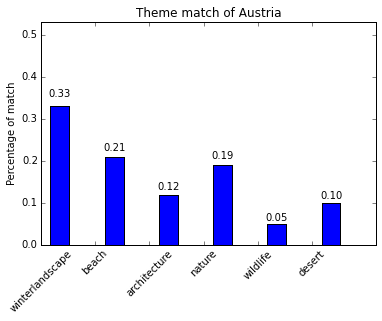 Theme match of Austria
Percentage of match
0.5
0.4
0.3
0.2
0.1
0.0
0.33
0.21
0.12
0.19
0.05
0.10
winterlandscape
beach
architecture
nature
wildlife
desert